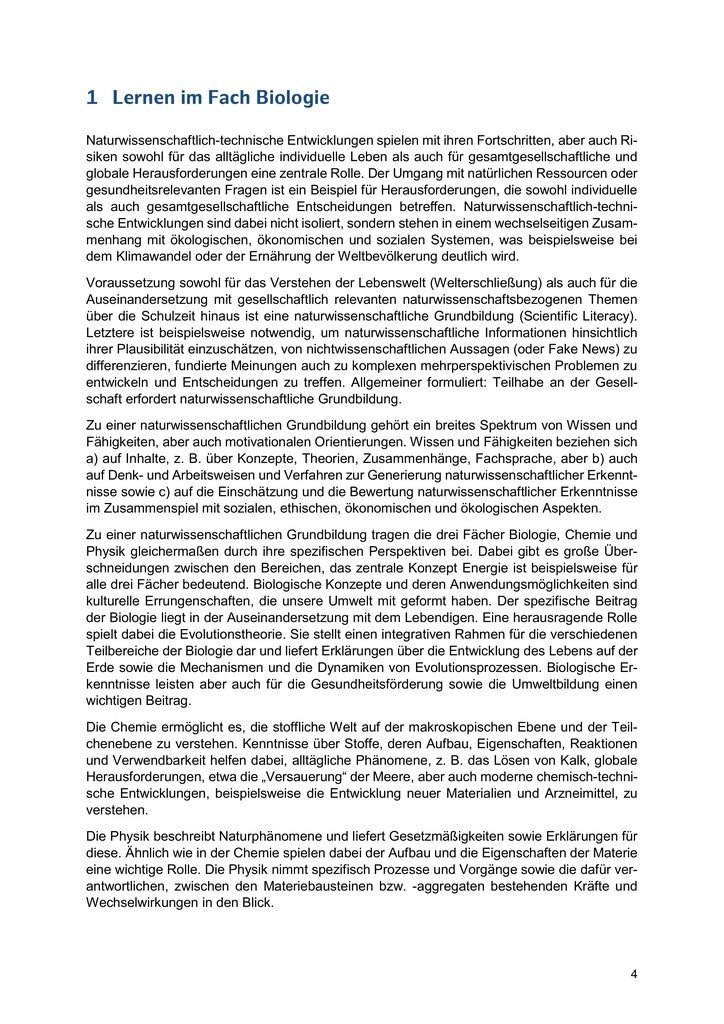 1 Lernen im Fach Biologie
Naturwissenschaftlich-technische Entwicklungen spielen mit ihren Fortschritten, aber auch Ri-
siken sowohl für das alltägliche individuelle Leben als auch für gesamtgesellschaftliche und
globale Herausforderungen eine zentrale Rolle. Der Umgang mit natürlichen Ressourcen oder
gesundheitsrelevanten Fragen ist ein Beispiel für Herausforderungen, die sowohl individuelle
als auch gesamtgesellschaftliche Entscheidungen betreffen. Naturwissenschaftlich-techni-
sche Entwicklungen sind dabei nicht isoliert, sondern stehen in einem wechselseitigen Zusam-
menhang mit ökologischen, ökonomischen und sozialen Systemen, was beispielsweise bei
dem Klimawandel oder der Ernährung der Weltbevölkerung deutlich wird.
Voraussetzung sowohl für das Verstehen der Lebenswelt (Welterschließung) als auch für die
Auseinandersetzung mit gesellschaftlich relevanten naturwissenschaftsbezogenen Themen
über die Schulzeit hinaus ist eine naturwissenschaftliche Grundbildung (Scientific Literacy).
Letztere ist beispielsweise notwendig, um naturwissenschaftliche Informationen hinsichtlich
ihrer Plausibilität einzuschätzen, von nichtwissenschaftlichen Aussagen (oder Fake News) zu
differenzieren, fundierte Meinungen auch zu komplexen mehrperspektivischen Problemen zu
entwickeln und Entscheidungen zu treffen. Allgemeiner formuliert: Teilhabe an der Gesell-
schaft erfordert naturwissenschaftliche Grundbildung.
Zu einer naturwissenschaftlichen Grundbildung gehört ein breites Spektrum von Wissen und
Fähigkeiten, aber auch motivationalen Orientierungen. Wissen und Fähigkeiten beziehen sich
a) auf Inhalte, z. B. über Konzepte, Theorien, Zusammenhänge, Fachsprache, aber b) auch
auf Denk- und Arbeitsweisen und Verfahren zur Generierung naturwissenschaftlicher Erkennt-
nisse sowie c) auf die Einschätzung und die Bewertung naturwissenschaftlicher Erkenntnisse
im Zusammenspiel mit sozialen, ethischen, ökonomischen und ökologischen Aspekten.
Zu einer naturwissenschaftlichen Grundbildung tragen die drei Fächer Biologie, Chemie und
Physik gleichermaßen durch ihre spezifischen Perspektiven bei. Dabei gibt es große Über-
schneidungen zwischen den Bereichen, das zentrale Konzept Energie ist beispielsweise für
alle drei Fächer bedeutend. Biologische Konzepte und deren Anwendungsmöglichkeiten sind
kulturelle Errungenschaften, die unsere Umwelt mit geformt haben. Der spezifische Beitrag
der Biologie liegt in der Auseinandersetzung mit dem Lebendigen. Eine herausragende Rolle
spielt dabei die Evolutionstheorie. Sie stellt einen integrativen Rahmen für die verschiedenen
Teilbereiche der Biologie dar und liefert Erklärungen über die Entwicklung des Lebens auf der
Erde sowie die Mechanismen und die Dynamiken von Evolutionsprozessen. Biologische Er-
kenntnisse leisten aber auch für die Gesundheitsförderung sowie die Umweltbildung einen
wichtigen Beitrag.
Die Chemie ermöglicht es, die stoffliche Welt auf der makroskopischen Ebene und der Teil-
chenebene zu verstehen. Kenntnisse über Stoffe, deren Aufbau, Eigenschaften, Reaktionen
und Verwendbarkeit helfen dabei, alltägliche Phänomene, z. B. das Lösen von Kalk, globale
Herausforderungen, etwa die „Versauerung“ der Meere, aber auch moderne chemisch-techni-
sche Entwicklungen, beispielsweise die Entwicklung neuer Materialien und Arzneimittel, zu
verstehen.
Die Physik beschreibt Naturphänomene und liefert Gesetzmäßigkeiten sowie Erklärungen für
diese. Ähnlich wie in der Chemie spielen dabei der Aufbau und die Eigenschaften der Materie
eine wichtige Rolle. Die Physik nimmt spezifisch Prozesse und Vorgänge sowie die dafür ver-
antwortlichen, zwischen den Materiebausteinen bzw. -aggregaten bestehenden Kräfte und
Wechselwirkungen in den Blick.
4